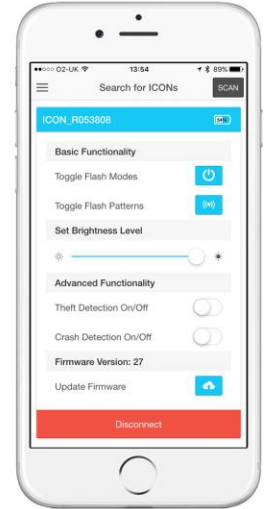 ●●○○○ O2-UK 13:54 89%
Search for ICONs SCAN
ICON_R053808 54%
Basic Functionality
Toggle Flash Modes
Toggle Flash Patterns
Set Brightness Level
Advanced Functionality
Theft Detection On/Off
Crash Detection On/Off
Firmware Version: 27
Update Firmware
Disconnect